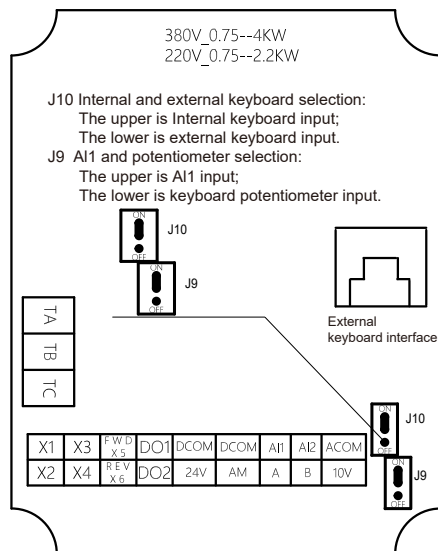 380V_0.75--4KW
220V_0.75--2.2KW
J10 Internal and external keyboard selection:
The upper is Internal keyboard input;
The lower is external keyboard input.
J9 AI1 and potentiometer selection:
The upper is AI1 input;
The lower is keyboard potentiometer input.
ON
J10
OFF
ON
J9
OFF
TA
TB
TC
External
keyboard interface
ON
J10
OFF
ON
J9
OFF
X1 X3 FWD X5 DO1 DCOM DCOM AI1 AI2 ACOM
X2 X4 REV X6 DO2 24V AM A B 10V